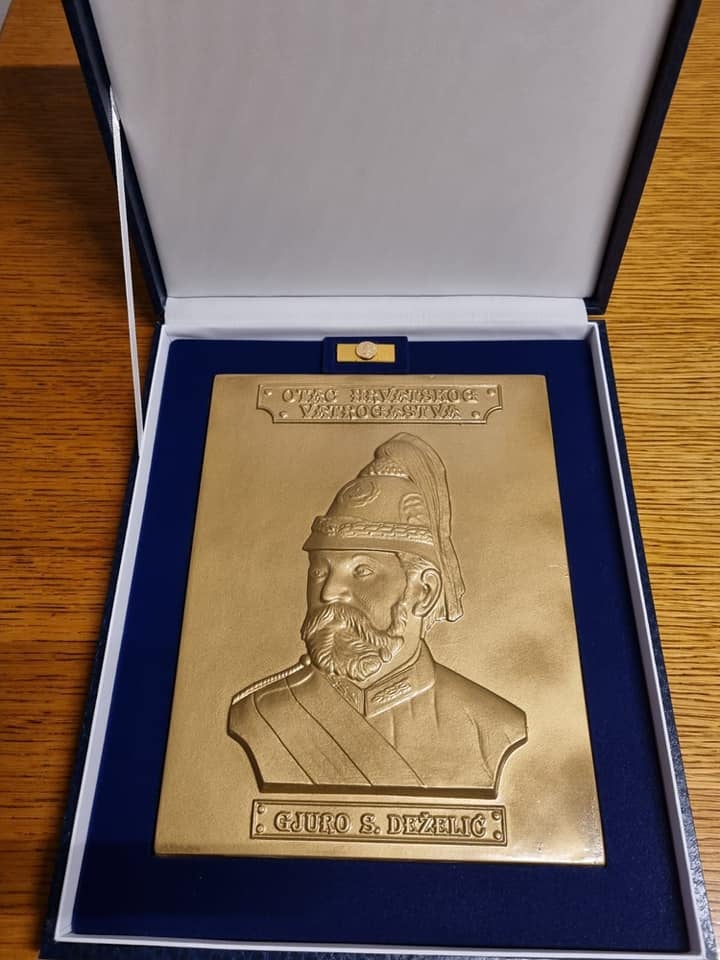 OTAC HRVATSKOG
VATROGASTVA
GJURO S. DEŽELIĆ